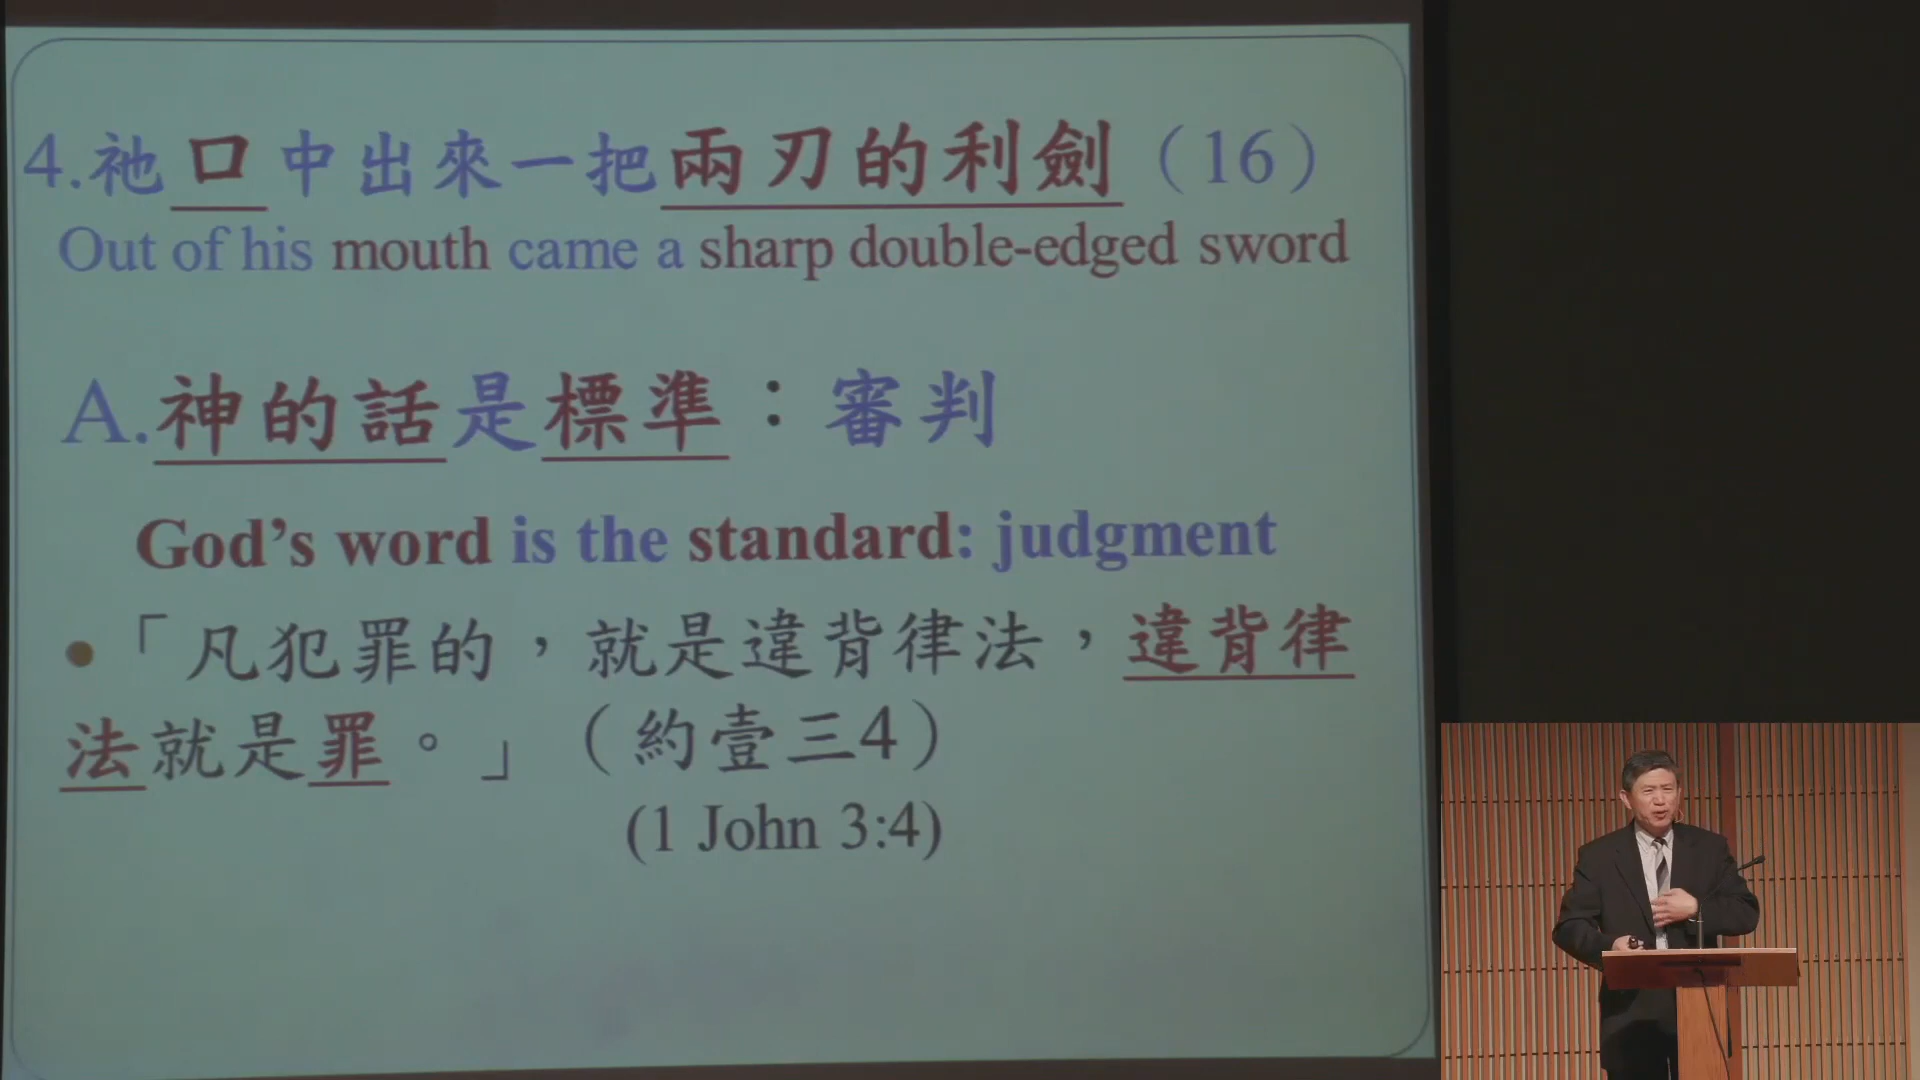 4.祂口中出來一把兩刃的利劍（16）
Out of his mouth came a sharp double-edged sword
A.神的話是標準：審判
God’s word is the standard: judgment
•「凡犯罪的，就是違背律法，違背律
法就是罪。」（約壹三4）
(1 John 3:4)